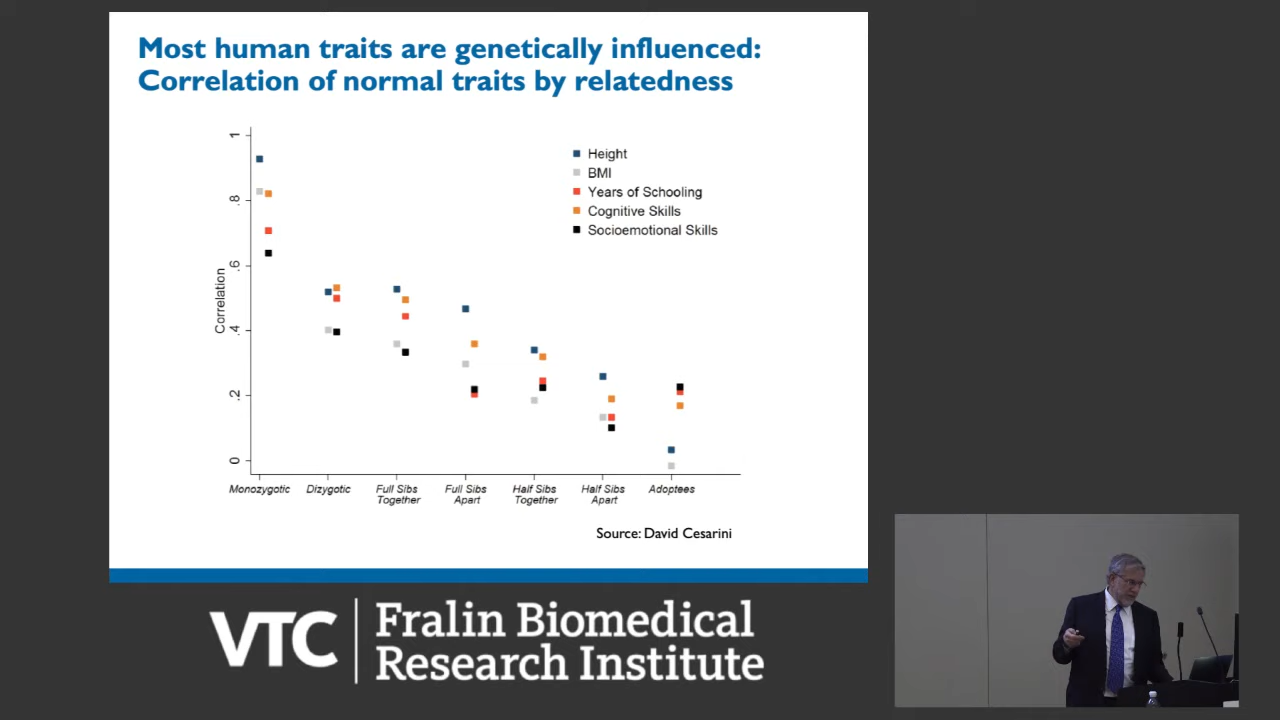 Most human traits are genetically influenced:
Correlation of normal traits by relatedness
Correlation
1
.8
.6
.4
.2
0
Height
BMI
Years of Schooling
Cognitive Skills
Socioemotional Skills
Monozygotic
Dizygotic
Full Sibs
Together
Full Sibs
Apart
Half Sibs
Together
Half Sibs
Apart
Adoptees
Source: David Cesarini
VTC
Fralin Biomedical
Research Institute